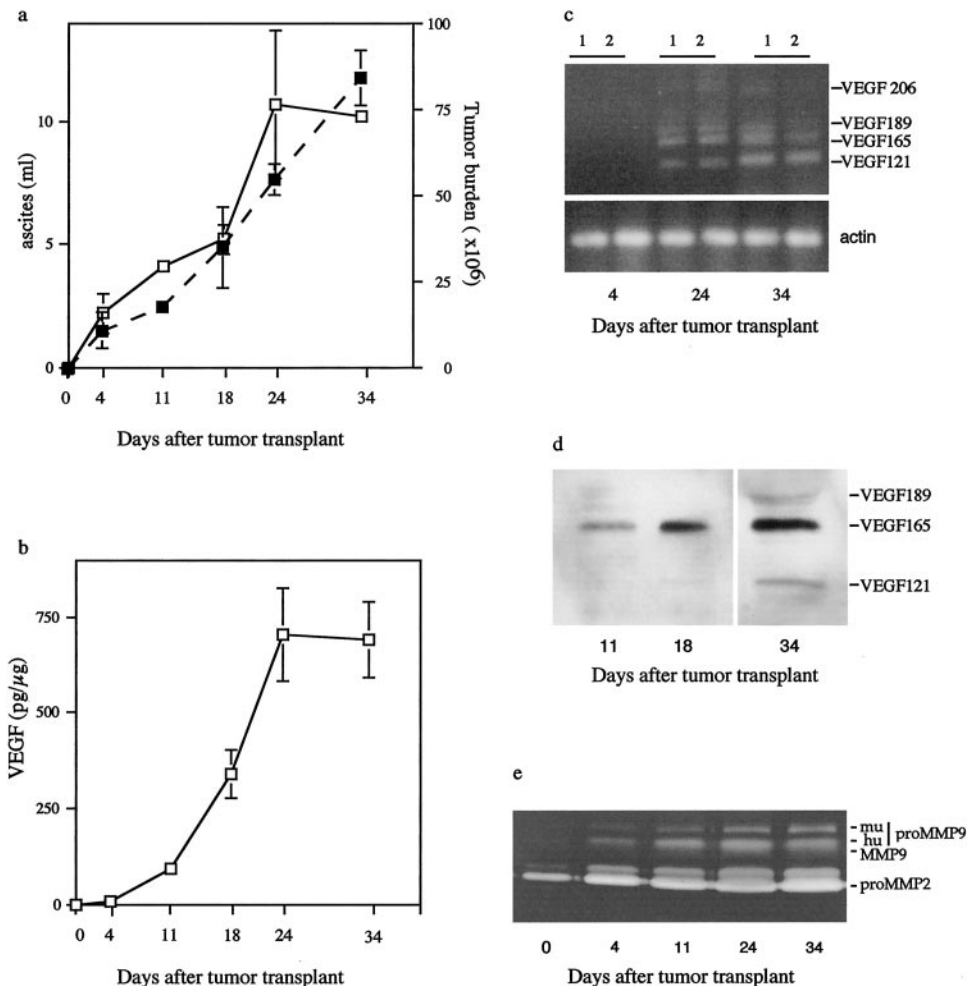 a
100
75
50
25
0
Tumor burden ( x10⁶)
10
5
0
ascites (ml)
0 4 11 18 24 34
Days after tumor transplant
b
750
500
250
0
VEGF (pg/µg)
0 4 11 18 24 34
Days after tumor transplant
c
1 2 1 2 1 2
VEGF 206
VEGF189
VEGF165
VEGF121
actin
4 24 34
Days after tumor transplant
d
VEGF189
VEGF165
VEGF121
11 18 34
Days after tumor transplant
e
mu
hu
proMMP9
MMP9
proMMP2
0 4 11 24 34
Days after tumor transplant